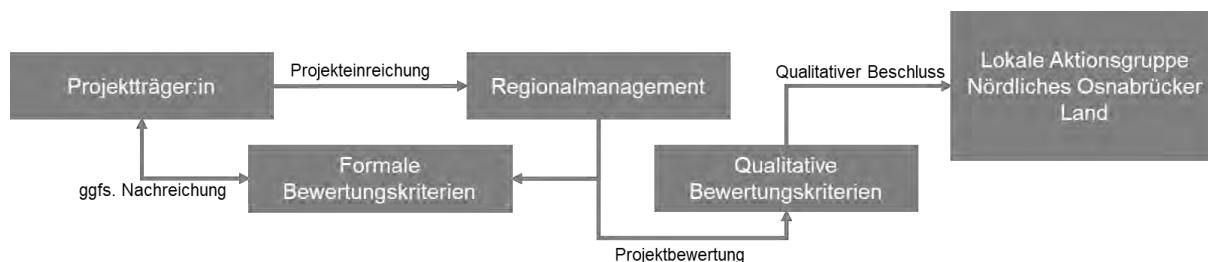 Projektträger:in
Projekteinreichung
Regionalmanagement
Qualitativer Beschluss
Lokale Aktionsgruppe
Nördliches Osnabrücker
Land
ggfs. Nachreichung
Formale
Bewertungskriterien
Qualitative
Bewertungskriterien
Projektbewertung